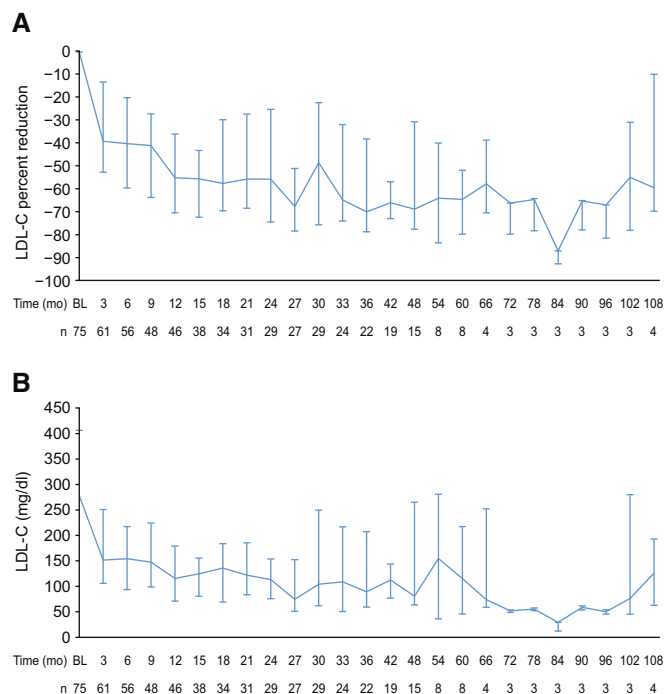 A
0
−10
−20
−30
−40
−50
−60
−70
−80
−90
−100
LDL-C percent reduction
Time (mo) BL 3 6 9 12 15 18 21 24 27 30 33 36 42 48 54 60 66 72 78 84 90 96 102 108
n 75 61 56 48 46 38 34 31 29 27 29 24 22 19 15 8 8 4 3 3 3 3 3 3 4
B
450
400
350
300
250
200
150
100
50
0
LDL-C (mg/dl)
Time (mo) BL 3 6 9 12 15 18 21 24 27 30 33 36 42 48 54 60 66 72 78 84 90 96 102 108
n 75 61 56 48 46 38 34 31 29 27 29 24 22 19 15 8 8 4 3 3 3 3 3 3 4